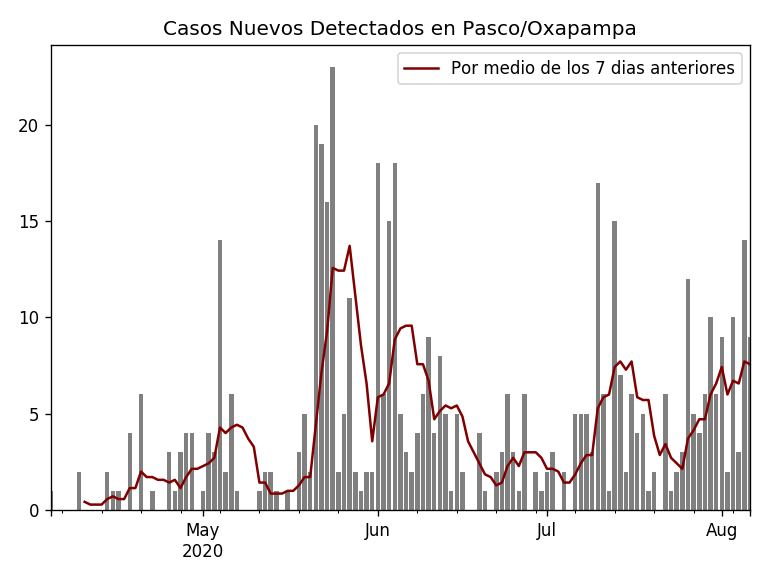 Casos Nuevos Detectados en Pasco/Oxapampa
Por medio de los 7 dias anteriores
20
15
10
5
0
May
2020
Jun
Jul
Aug